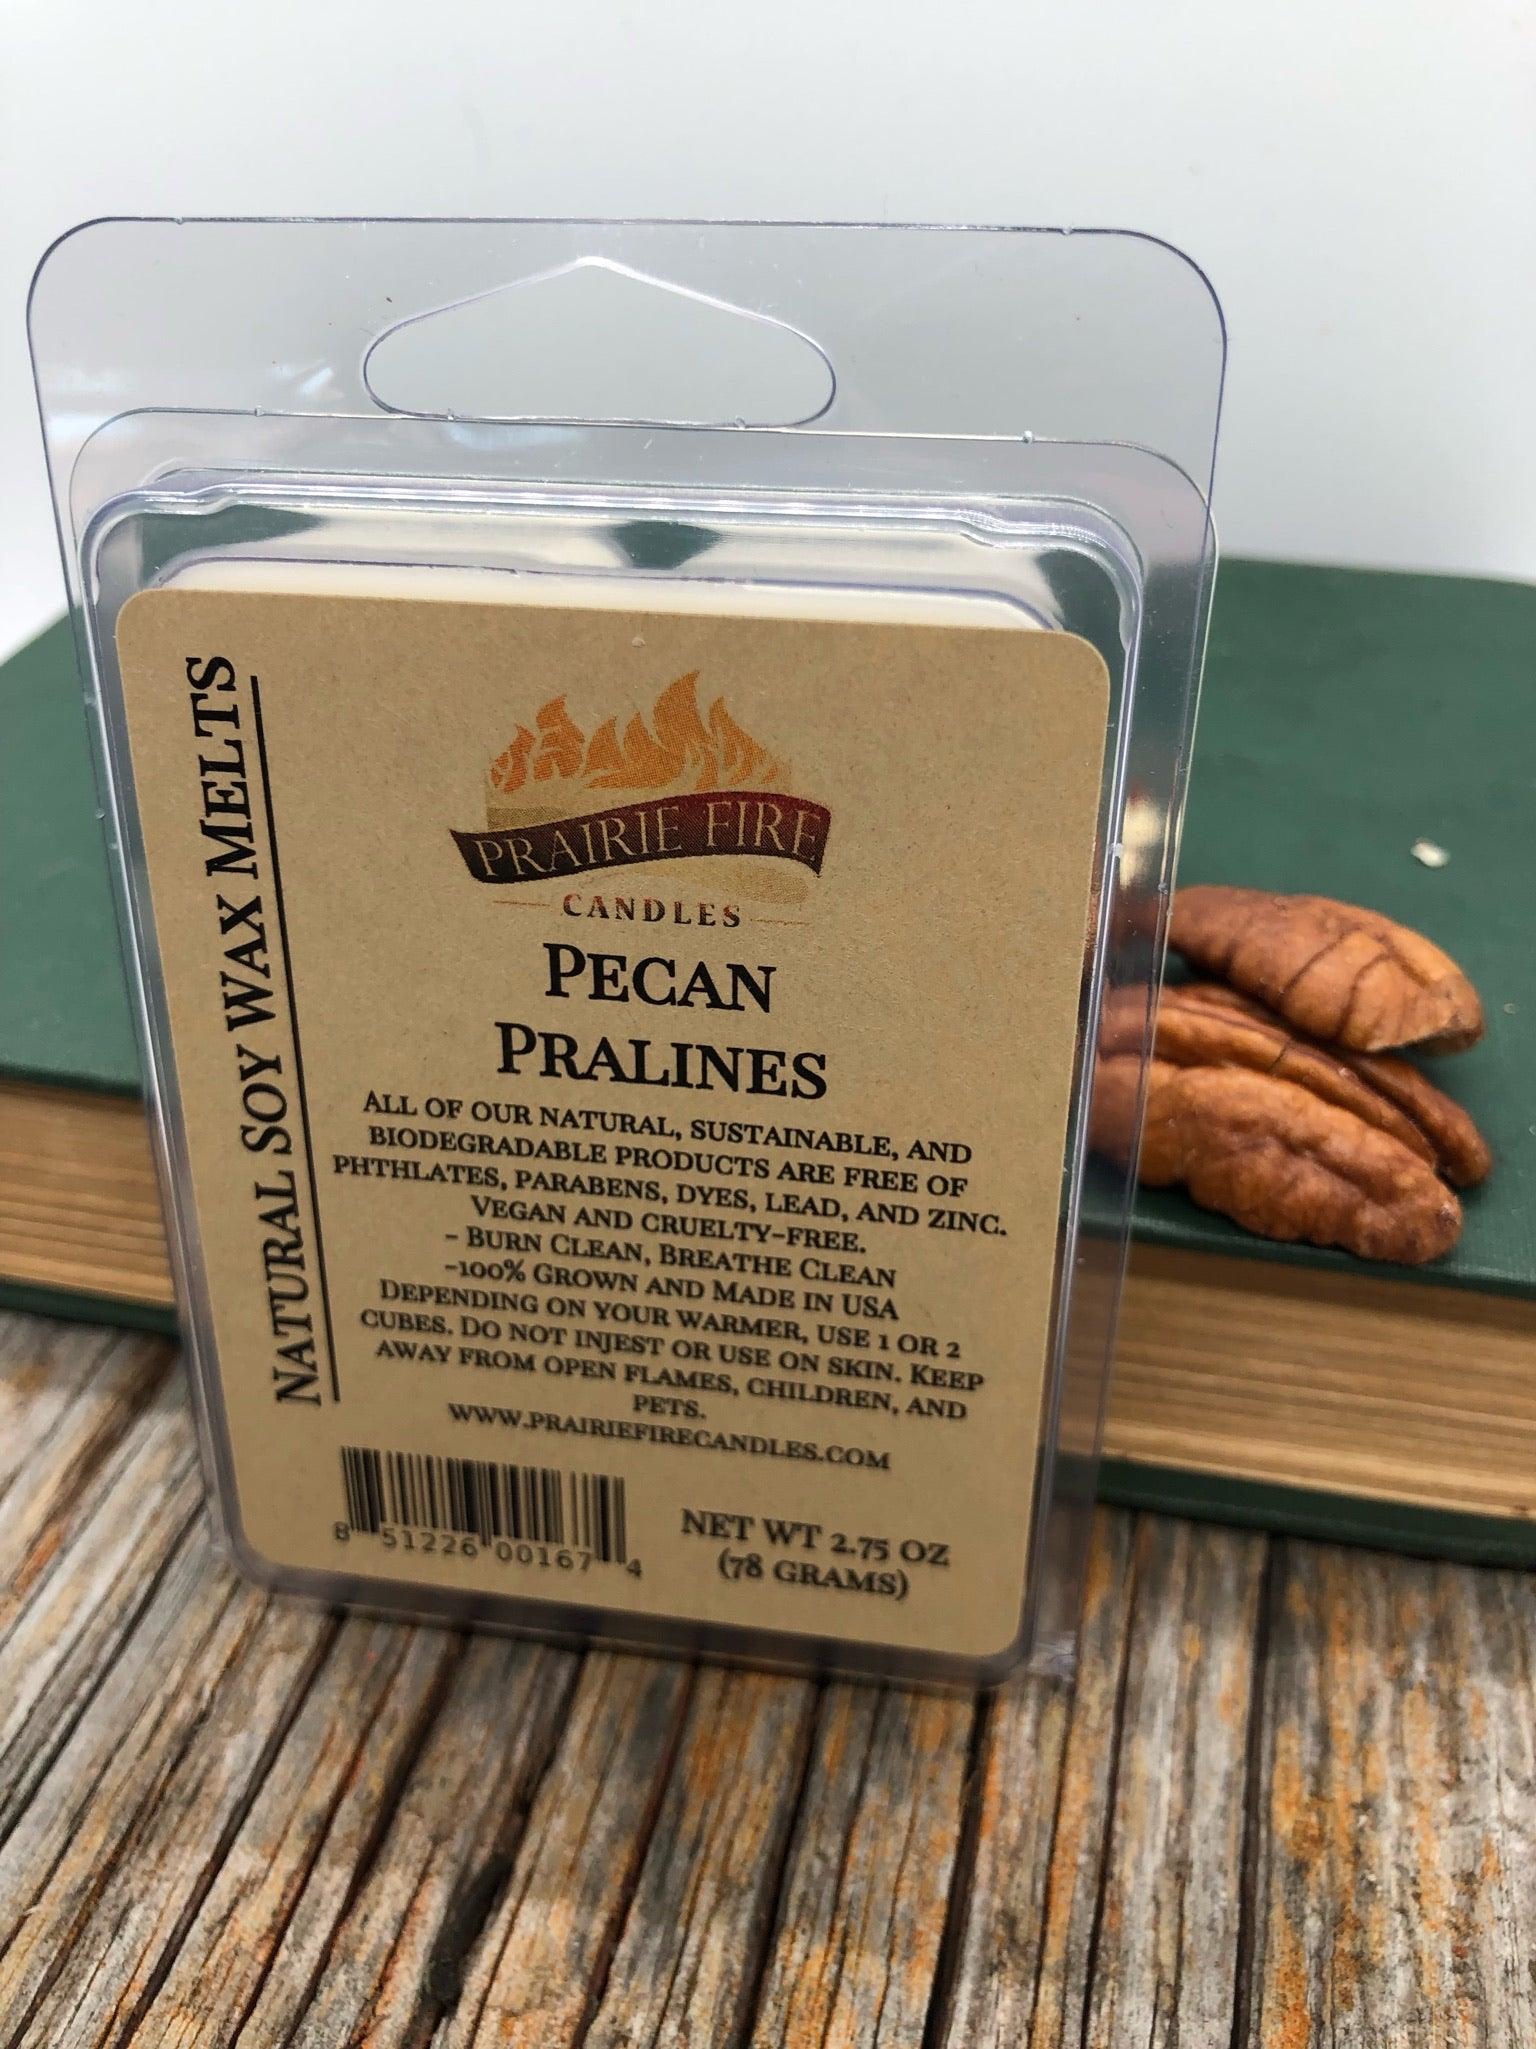 NATURAL SOY WAX MELTS
PRAIRIE FIRE
CANDLES
PECAN
PRALINES
ALL OF OUR NATURAL, SUSTAINABLE, AND
BIODEGRADABLE PRODUCTS ARE FREE OF
PHTHLATES, PARABENS, DYES, LEAD, AND ZINC.
VEGAN AND CRUELTY-FREE.
- BURN CLEAN, BREATHE CLEAN
-100% GROWN AND MADE IN USA
DEPENDING ON YOUR WARMER, USE 1 OR 2
CUBES. DO NOT INJEST OR USE ON SKIN. KEEP
AWAY FROM OPEN FLAMES, CHILDREN, AND
PETS.
WWW.PRAIRIEFIRECANDLES.COM
8 51226 00167 4
NET WT 2.75 OZ
(78 GRAMS)